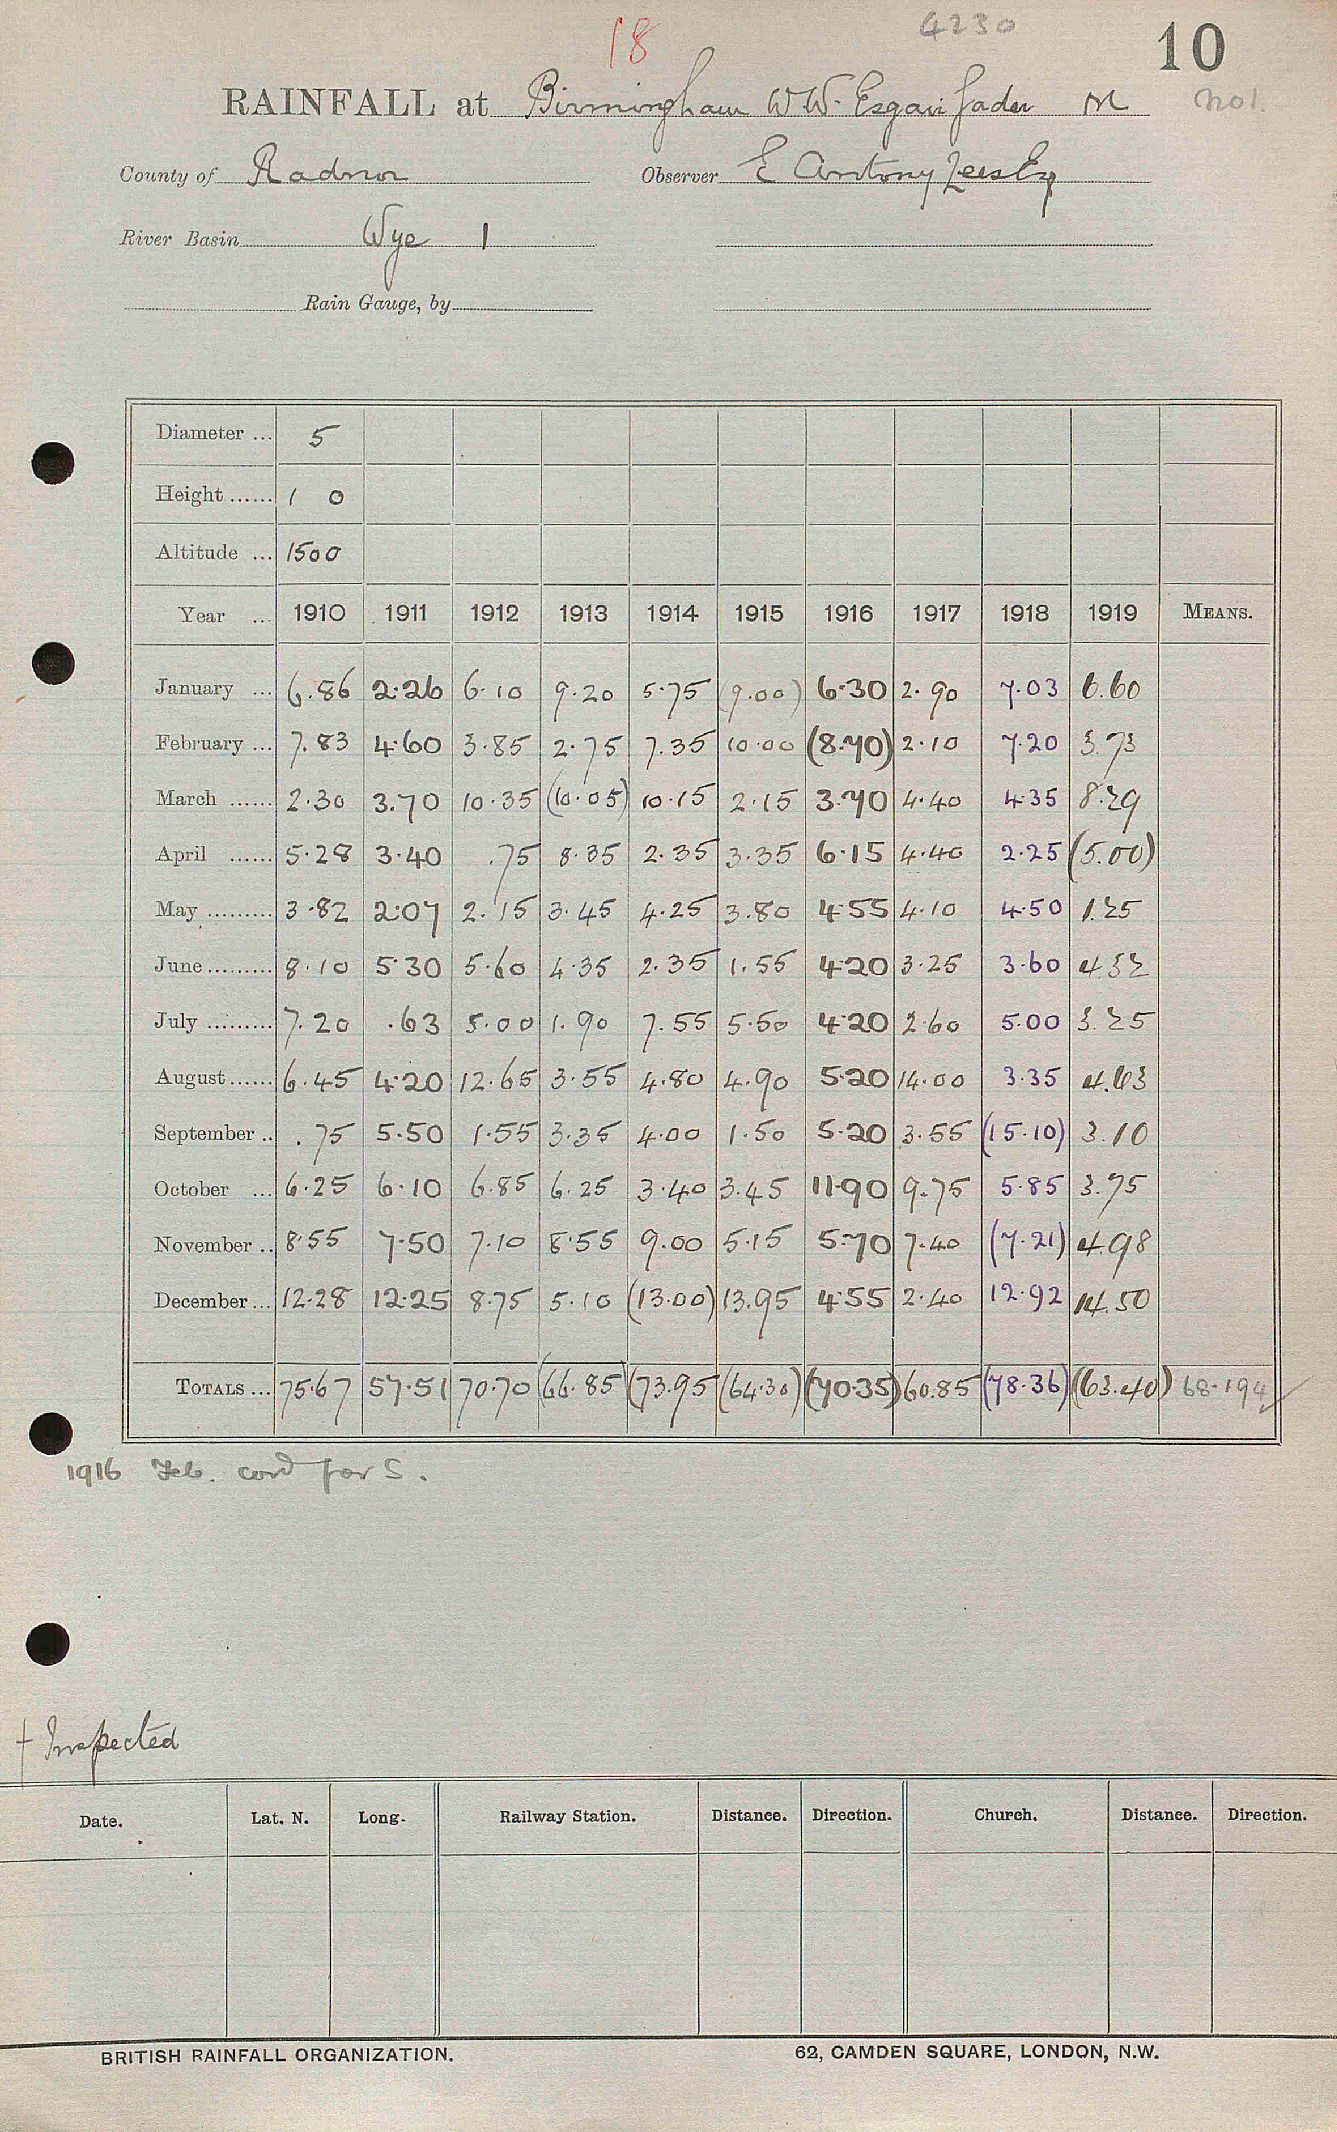 18 4230 10
RAINFALL at Birmingham W W. Esgair Jader M No 1.
County of Radnor Observer E Antony Lees Esq
River Basin Wye 1
Rain Gauge, by
Diameter ... 5
Height ...... 1 0
Altitude ... 1500
Year ... 1910 1911 1912 1913 1914 1915 1916 1917 1918 1919 MEANS.
January ... 6.86 2.26 6.10 9.20 5.75 (9.00) 6.30 2.90 7.03 6.60
February ... 7.83 4.60 3.85 2.75 7.35 10.00 (8.70) 2.10 7.20 3.73
March ...... 2.30 3.70 10.35 (10.05) 10.15 2.15 3.70 4.40 4.35 8.29
April ...... 5.28 3.40 .75 8.35 2.35 3.35 6.15 4.40 2.25 (5.00)
May ......... 3.82 2.07 2.15 3.45 4.25 3.80 4.55 4.10 4.50 1.25
June ......... 8.10 5.30 5.60 4.35 2.35 1.55 4.20 3.25 3.60 4.32
July ......... 7.20 .63 5.00 1.90 7.55 5.50 4.20 2.60 5.00 3.25
August ...... 6.45 4.20 12.65 3.55 4.80 4.90 5.20 14.00 3.35 4.63
September .. .75 5.50 1.55 3.35 4.00 1.50 5.20 3.55 (15.10) 3.10
October ... 6.25 6.10 6.85 6.25 3.40 3.45 11.90 9.75 5.85 3.75
November .. 8.55 7.50 7.10 8.55 9.00 5.15 5.70 7.40 (7.21) 4.98
December ... 12.28 12.25 8.75 5.10 (13.00) 13.95 4.55 2.40 12.92 14.50
TOTALS ... 75.67 57.51 70.70 (66.85) (73.95) (64.30) (70.35) 60.85 (78.36) (63.40) 68.194
1916 Feb. cord for S.
+ Inspected
Date. Lat. N. Long. Railway Station. Distance. Direction. Church. Distance. Direction.
BRITISH RAINFALL ORGANIZATION. 62, CAMDEN SQUARE, LONDON, N.W.